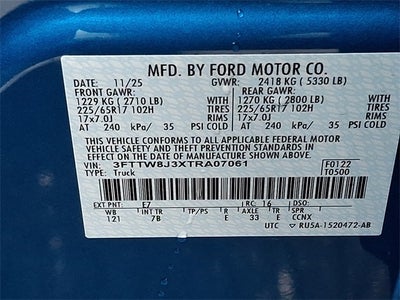 MFD. BY FORD MOTOR CO.
11/25 GVWR: 2418 KG ( 5330 LB)
FRONT GAWR: REAR GAWR:
1229 KG ( 2710 LB) WITH 1270 KG ( 2800 LB) WITH
225/65R17 102H TIRES 225/65R17 102H TIRES
17x7.0J RIMS 17x7.0J RIMS
AT 240 kPa/ 35 PSI COLD AT 240 kPa/ 35 PSI COLD
THIS VEHICLE CONFORMS TO ALL APPLICABLE FEDERAL MOTOR
VEHICLE SAFETY, BUMPER, AND THEFT PREVENTION STANDARDS IN
EFFECT ON THE DATE OF MANUFACTURE SHOWN ABOVE.
VIN: 3FTTW8J3XTRA07061 F0122
TYPE: Truck T0500
EXT PNT: E7 RC: 16 DSO:
WB INT TR TP/PS R AX TR SPR
121 7B E 33 E CCNX
UTC RU5A-1520472-AB